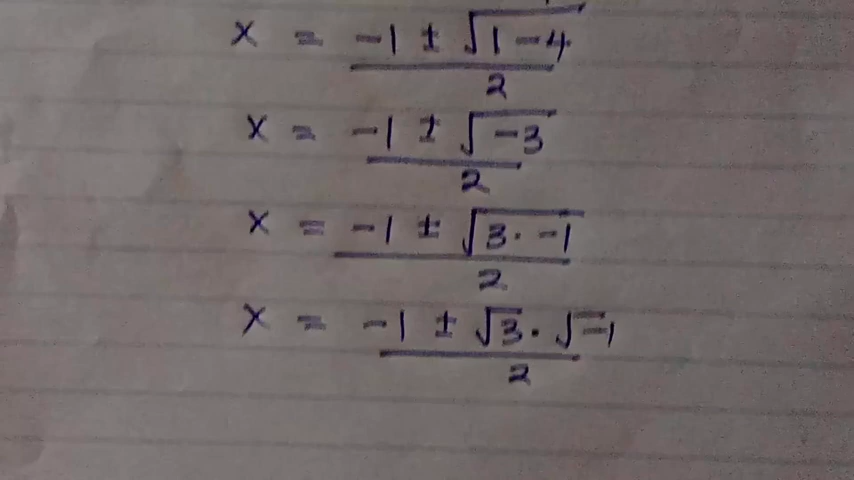 x = -1 ± √1-4
2
x = -1 ± √-3
2
x = -1 ± √3·-1
2
x = -1 ± √3·√-1
2